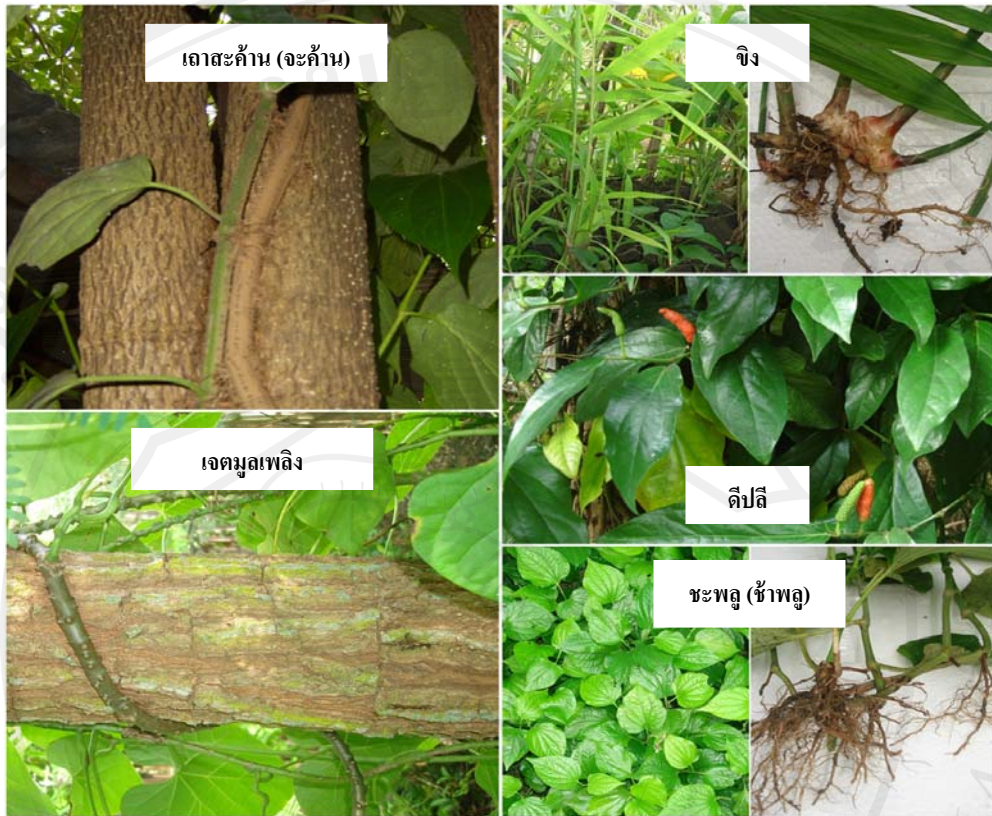 เถาสะค้าน (จะค้าน)
ขิง
เจตมูลเพลิง
ดีปลี
ชะพลู (ช้าพลู)